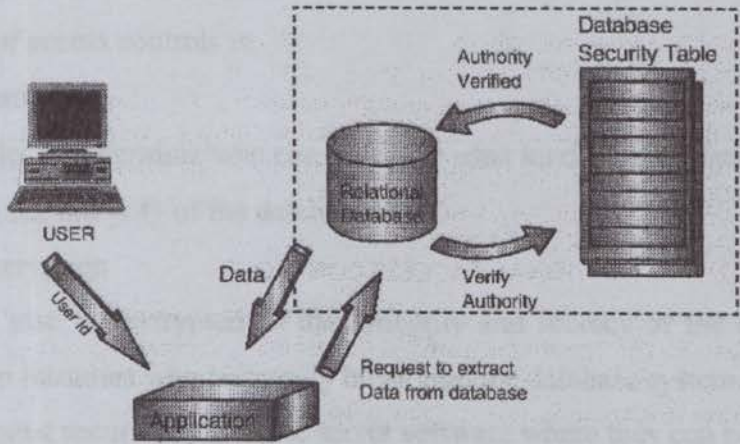 Database
Security Table
Authority
Verified
Relational
Database
USER
Verify
Authority
Data
User Id
Request to extract
Data from database
Application